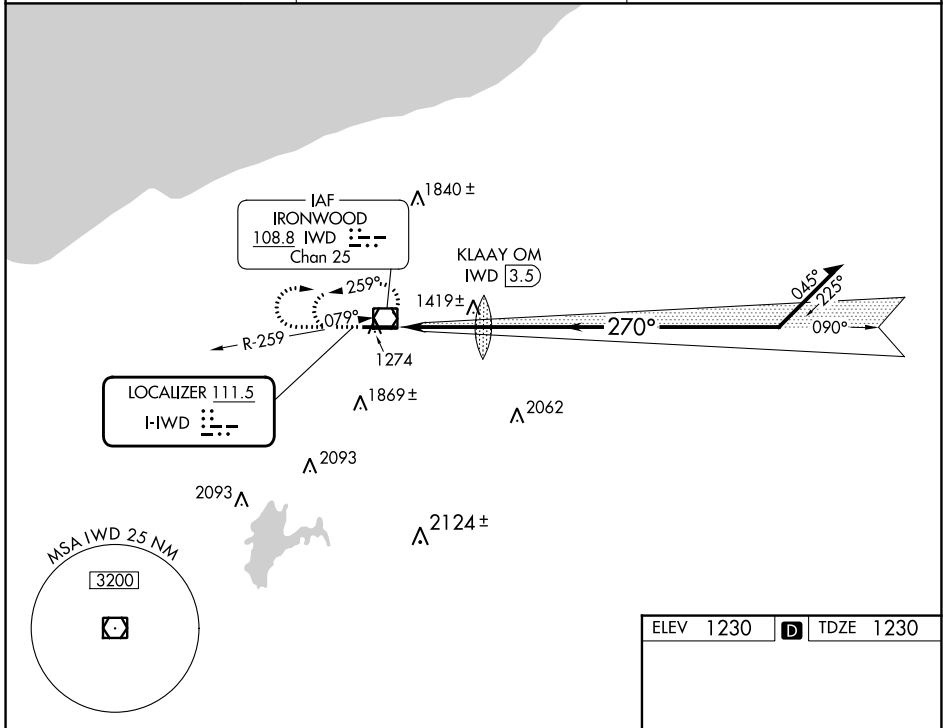 IAF
IRONWOOD
108.8 IWD
Chan 25
1840 ±
KLAAY OM
IWD 3.5
1419 ±
259°
079°
R-259
1274
270°
045°
225°
090°
LOCALIZER 111.5
I-IWD
1869 ±
2062
2093
2093
2124 ±
MSA IWD 25 NM
3200
ELEV 1230 D TDZE 1230